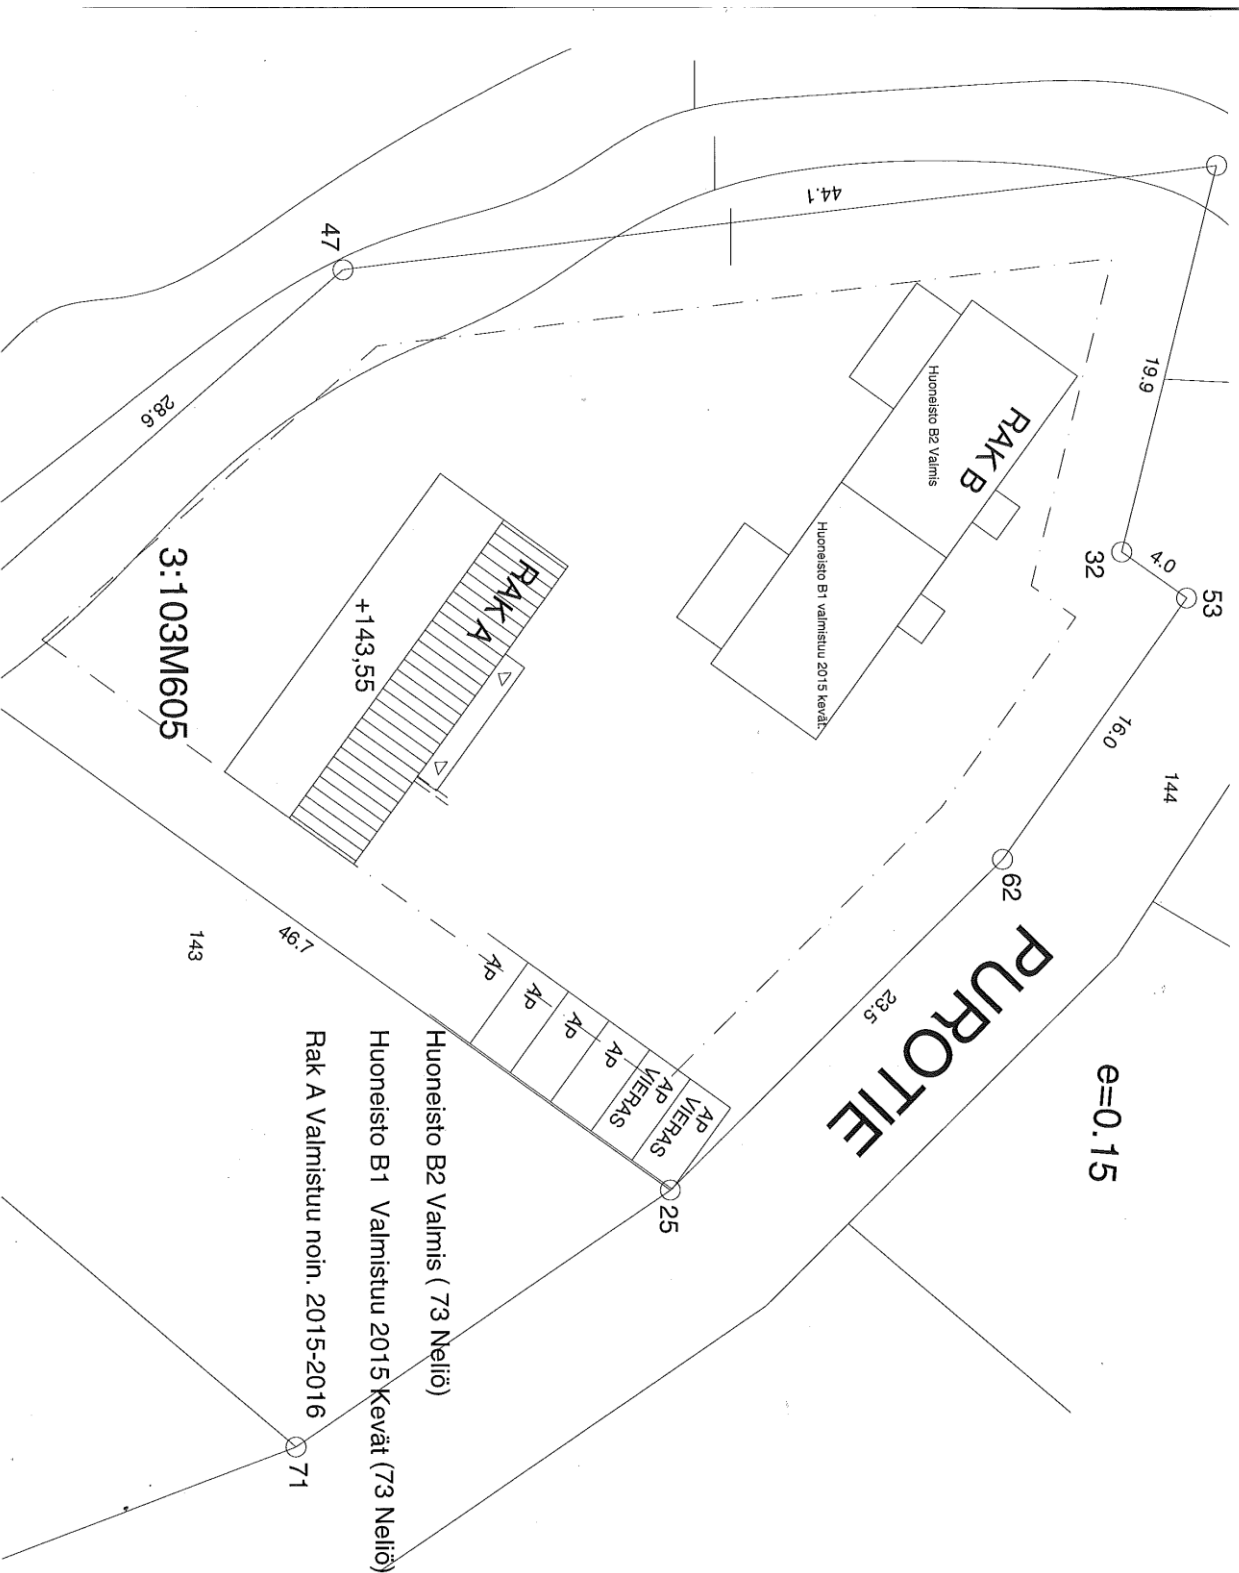 53
4.0
32
19.9
44.1
47
28.6
16.0
144
62
PUROTIE
e=0.15
23.5
RAK B
Huoneisto B2 Valmis
Huoneisto B1 valmistuu 2015 kevät.
RAK A
+143,55
3:103M605
AP
AP
AP
AP
AP
VIERAS
AP
VIERAS
25
46.7
143
Huoneisto B2 Valmis ( 73 Neliö)
Huoneisto B1 Valmistuu 2015 Kevät (73 Neliö)
Rak A Valmistuu noin. 2015-2016
71